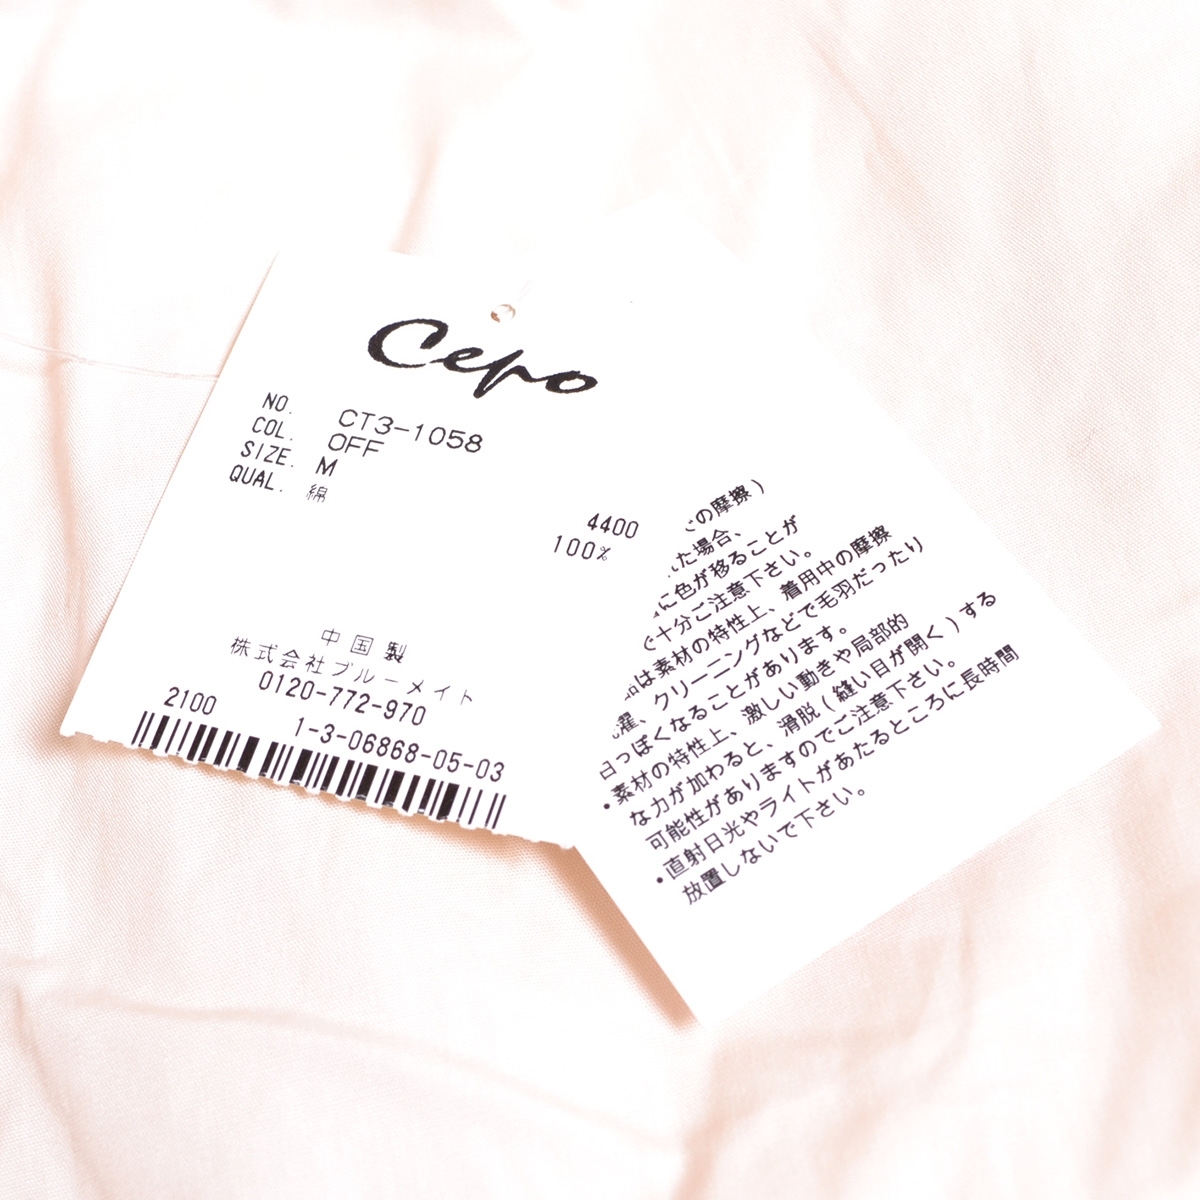 Cepo
NO. CT3-1058
COL. OFF
SIZE. M
QUAL. 綿
4400
100%
中国製
株式会社ブルーメイト
0120-772-970
2100
1-3-06868-05-03
の摩擦)
た場合、
に色が移ることが
で十分ご注意下さい。
は素材の特性上、着用中の摩擦
濯、クリーニングなどで毛羽だったり
白っぽくなることがあります。
・素材の特性上、激しい動きや局部的
な力が加わると、滑脱(縫い目が開く)する
可能性がありますのでご注意下さい。
・直射日光やライトがあたるところに長時間
放置しないで下さい。